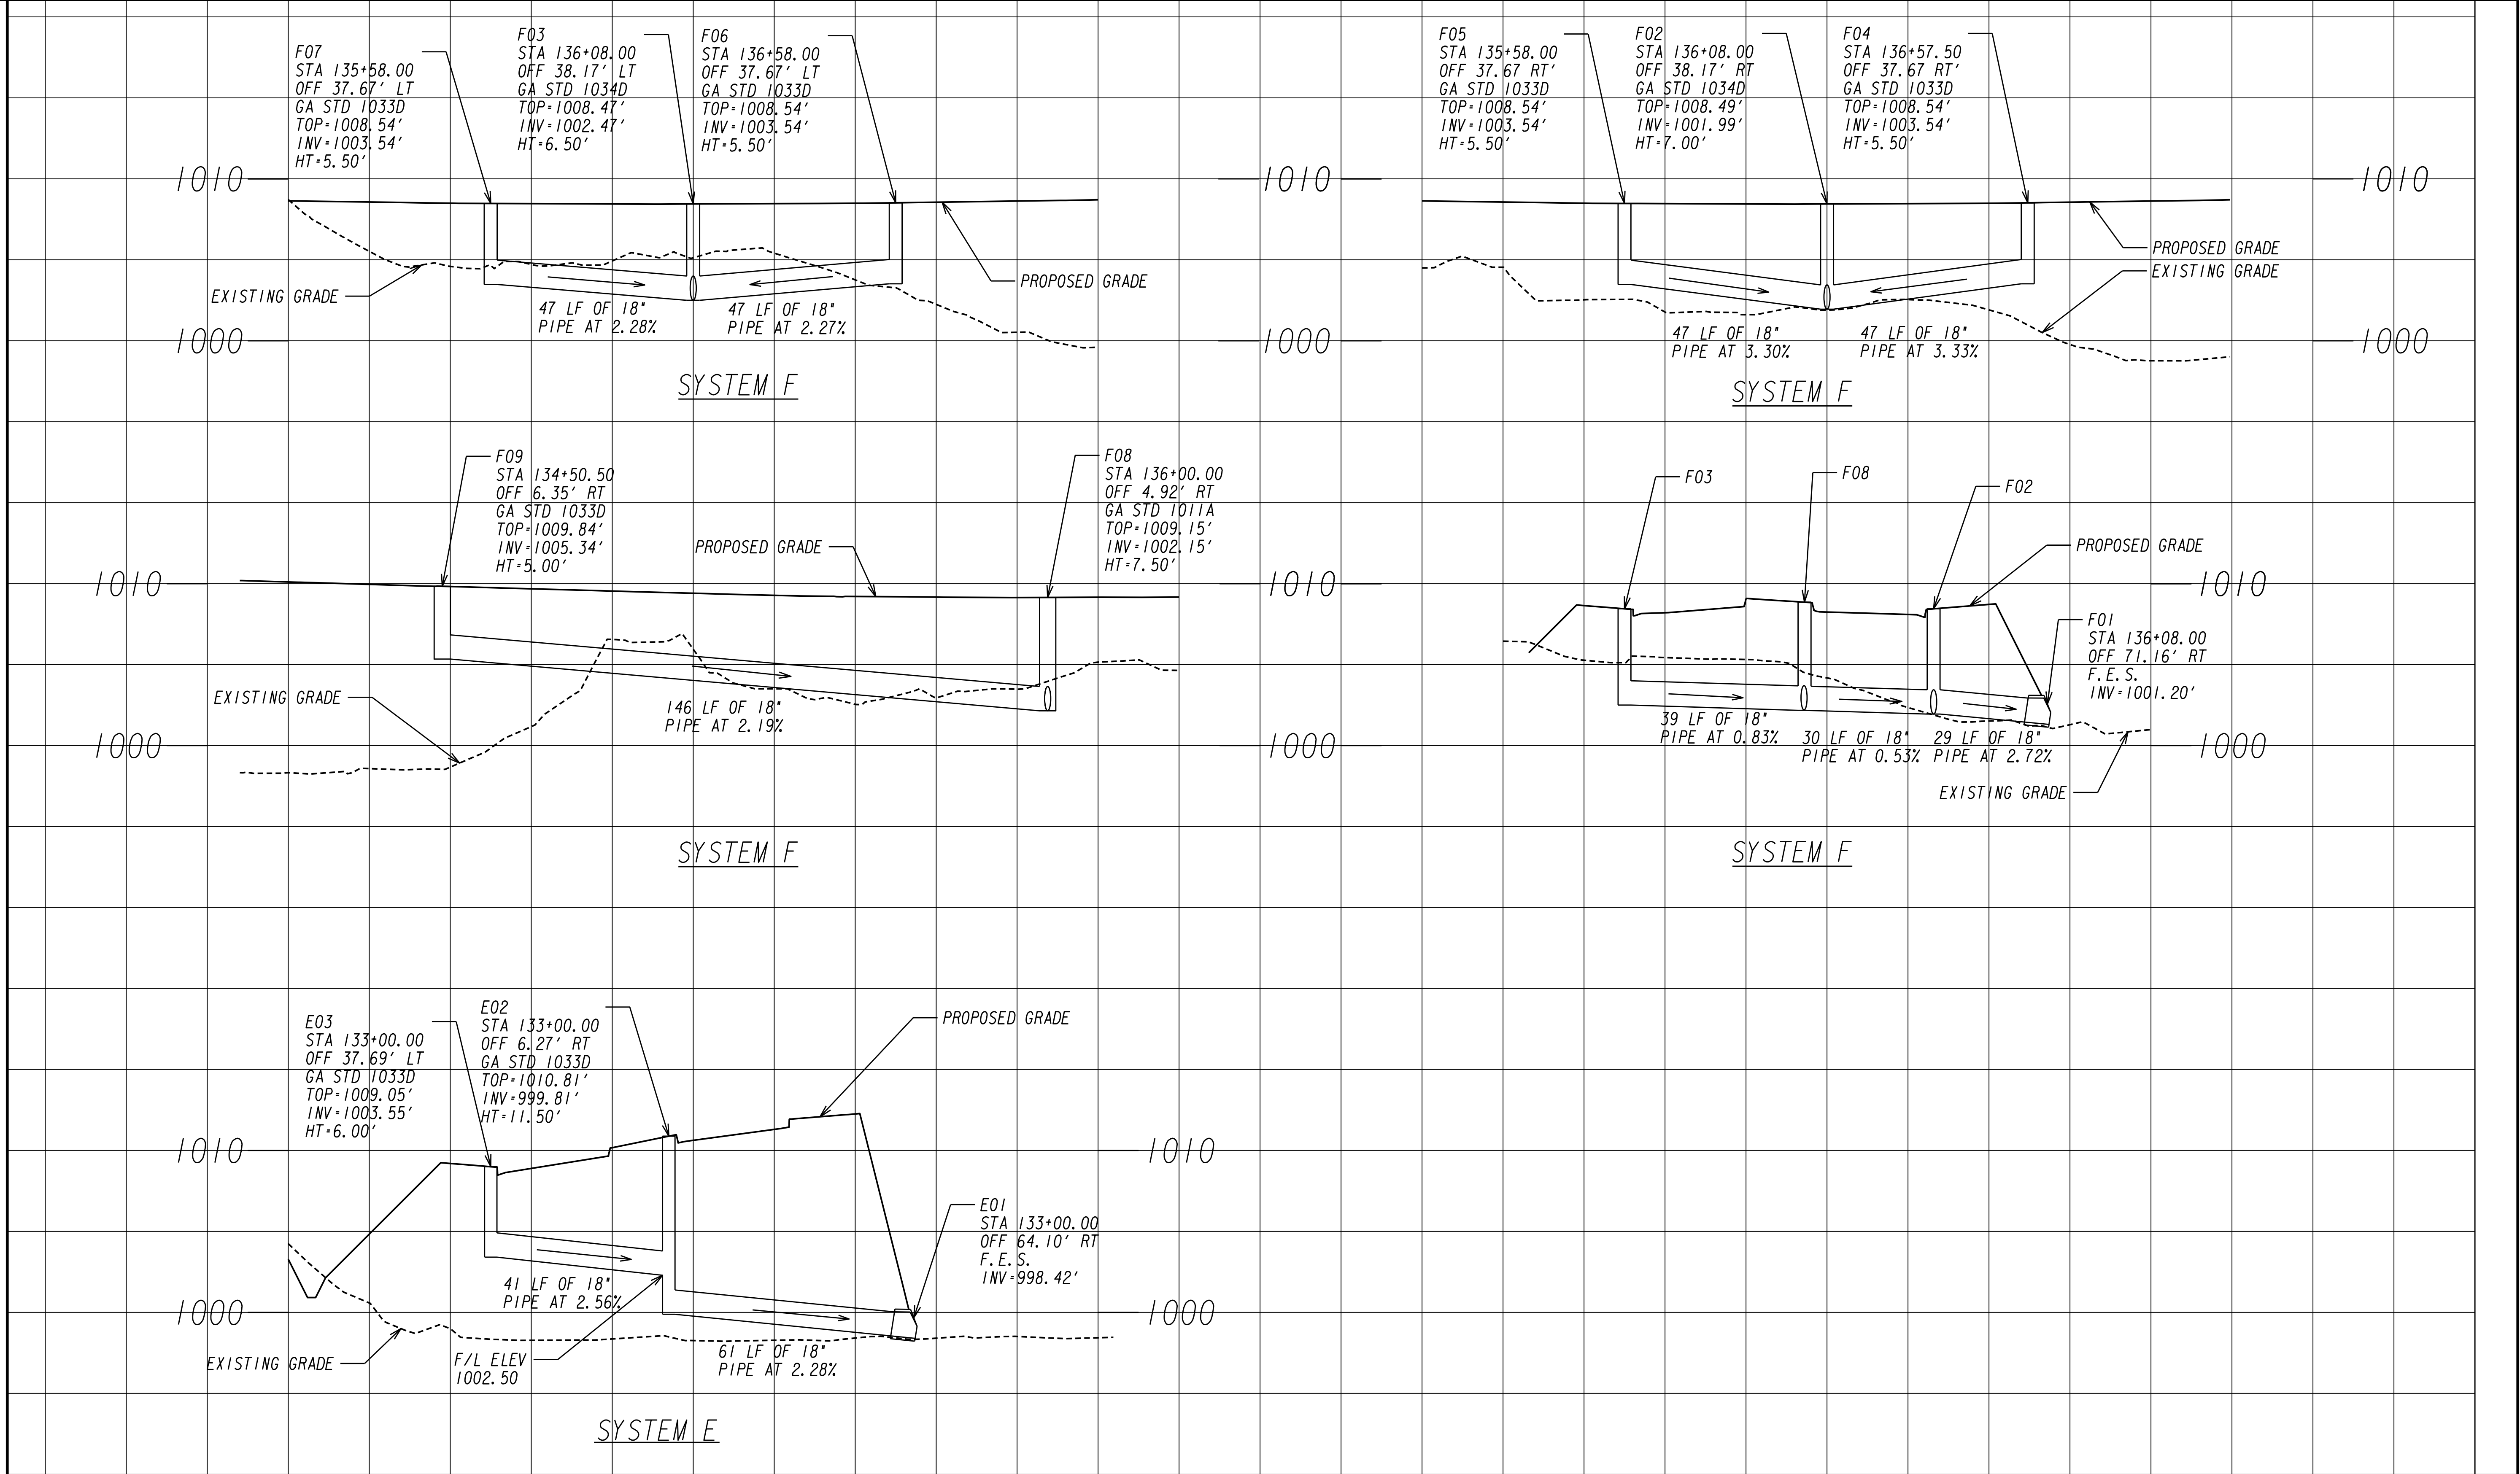 F07
STA 135+58.00
OFF 37.67' LT
GA STD 1033D
TOP=1008.54'
INV=1003.54'
HT=5.50'
F03
STA 136+08.00
OFF 38.17' LT
GA STD 1034D
TOP=1008.47'
INV=1002.47'
HT=6.50'
F06
STA 136+58.00
OFF 37.67' LT
GA STD 1033D
TOP=1008.54'
INV=1003.54'
HT=5.50'
1010
1010
1000
1000
EXISTING GRADE
PROPOSED GRADE
47 LF OF 18"
PIPE AT 2.28%
47 LF OF 18"
PIPE AT 2.27%
SYSTEM F
F05
STA 135+58.00
OFF 37.67 RT'
GA STD 1033D
TOP=1008.54'
INV=1003.54'
HT=5.50'
F02
STA 136+08.00
OFF 38.17' RT
GA STD 1034D
TOP=1008.49'
INV=1001.99'
HT=7.00'
F04
STA 136+57.50
OFF 37.67 RT'
GA STD 1033D
TOP=1008.54'
INV=1003.54'
HT=5.50'
1010
1000
PROPOSED GRADE
EXISTING GRADE
47 LF OF 18"
PIPE AT 3.30%
47 LF OF 18"
PIPE AT 3.33%
SYSTEM F
F09
STA 134+50.50
OFF 6.35' RT
GA STD 1033D
TOP=1009.84'
INV=1005.34'
HT=5.00'
PROPOSED GRADE
F08
STA 136+00.00
OFF 4.92' RT
GA STD 1011A
TOP=1009.15'
INV=1002.15'
HT=7.50'
1010
1010
1000
1000
EXISTING GRADE
146 LF OF 18"
PIPE AT 2.19%
SYSTEM F
F03
F08
F02
PROPOSED GRADE
1010
F01
STA 136+08.00
OFF 71.16' RT
F.E.S.
INV=1001.20'
39 LF OF 18"
PIPE AT 0.83%
30 LF OF 18"
PIPE AT 0.53%
29 LF OF 18"
PIPE AT 2.72%
1000
EXISTING GRADE
SYSTEM F
E03
STA 133+00.00
OFF 37.69' LT
GA STD 1033D
TOP=1009.05'
INV=1003.55'
HT=6.00'
E02
STA 133+00.00
OFF 6.27' RT
GA STD 1033D
TOP=1010.81'
INV=999.81'
HT=11.50'
PROPOSED GRADE
1010
1010
E01
STA 133+00.00
OFF 64.10' RT
F.E.S.
INV=998.42'
1000
1000
41 LF OF 18"
PIPE AT 2.56%
EXISTING GRADE
F/L ELEV
1002.50
61 LF OF 18"
PIPE AT 2.28%
SYSTEM E